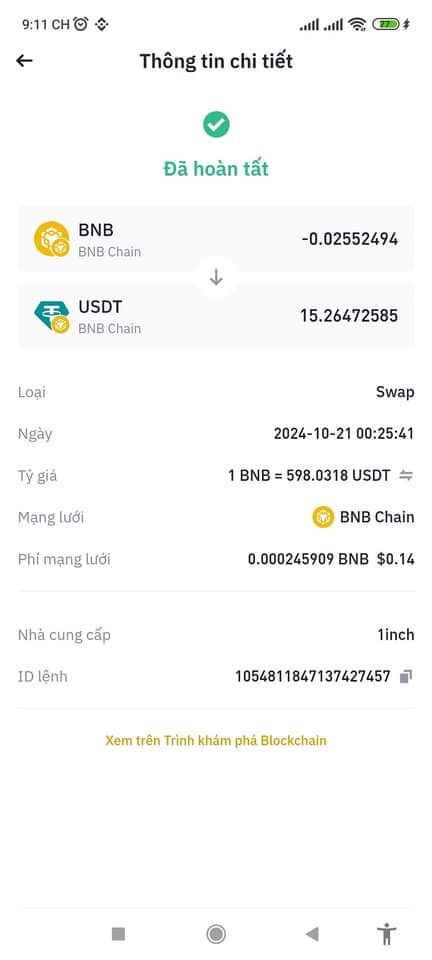 9:11 CH
77
Thông tin chi tiết
Đã hoàn tất
BNB
BNB Chain
-0.02552494
USDT
BNB Chain
15.26472585
Loại Swap
Ngày 2024-10-21 00:25:41
Tỷ giá 1 BNB = 598.0318 USDT
Mạng lưới BNB Chain
Phí mạng lưới 0.000245909 BNB $0.14
Nhà cung cấp 1inch
ID lệnh 1054811847137427457
Xem trên Trình khám phá Blockchain